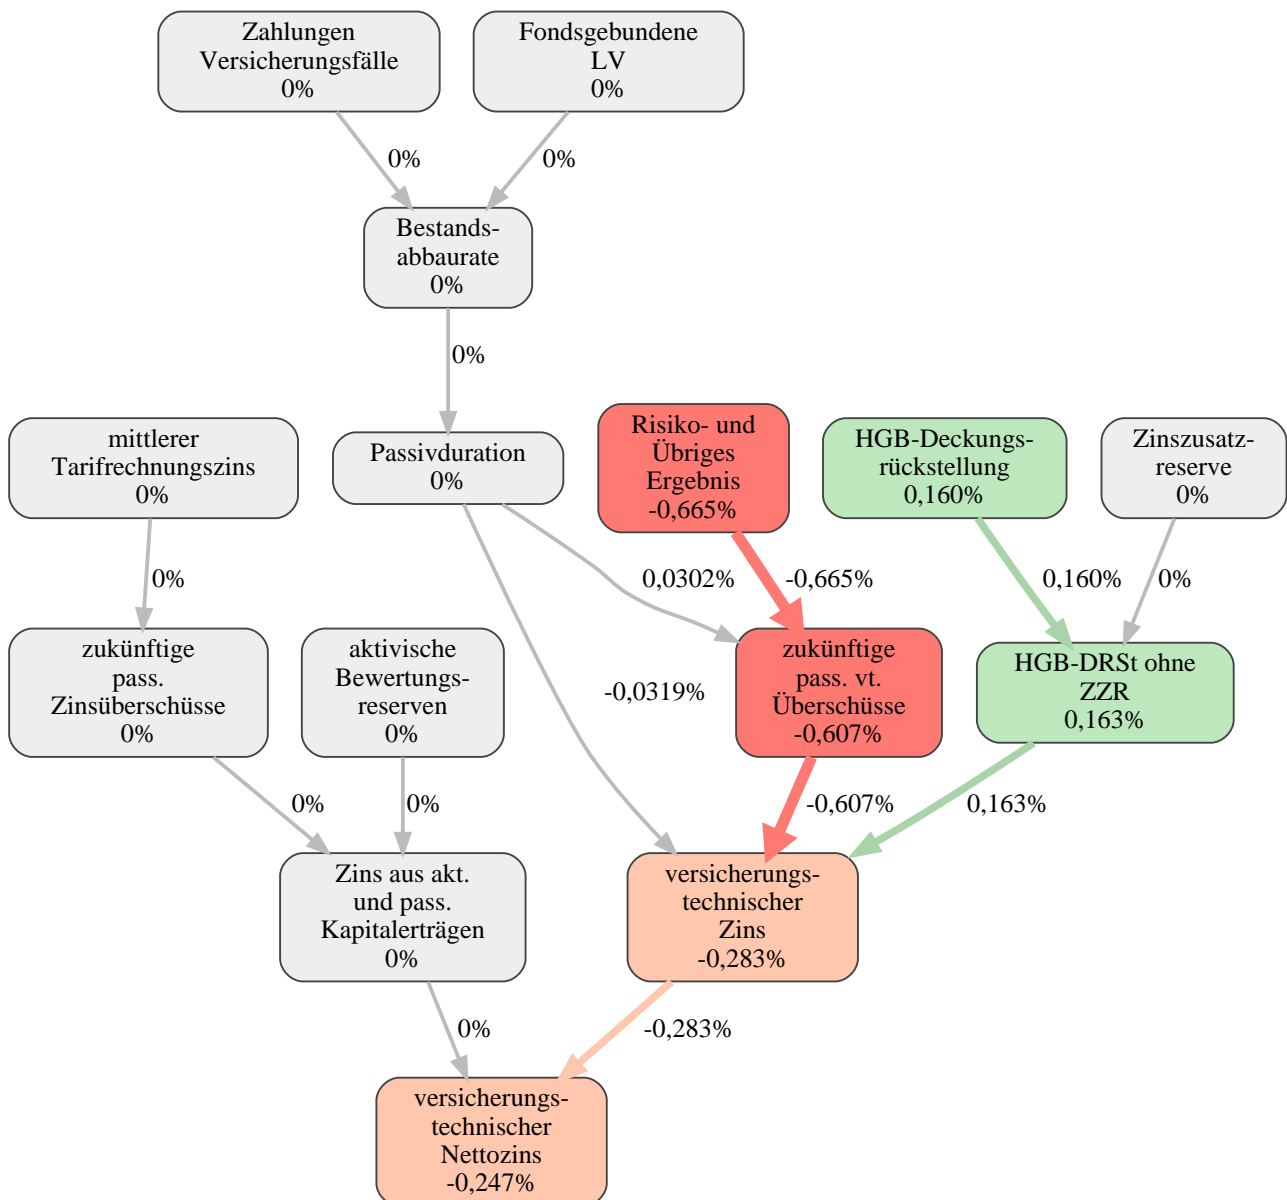 Zahlungen
Versicherungsfälle
0%
Fondsgebundene
LV
0%
0%
0%
Bestands-
abbaurate
0%
0%
mittlerer
Tarifrechnungszins
0%
Passivduration
0%
Risiko- und
Übriges
Ergebnis
-0,665%
HGB-Deckungs-
rückstellung
0,160%
Zinszusatz-
reserve
0%
0%
0,0302%
-0,665%
0,160%
0%
zukünftige
pass.
Zinsüberschüsse
0%
aktivische
Bewertungs-
reserven
0%
-0,0319%
zukünftige
pass. vt.
Überschüsse
-0,607%
HGB-DRSt ohne
ZZR
0,163%
0%
0%
-0,607%
0,163%
Zins aus akt.
und pass.
Kapitalerträgen
0%
versicherungs-
technischer
Zins
-0,283%
0%
-0,283%
versicherungs-
technischer
Nettozins
-0,247%